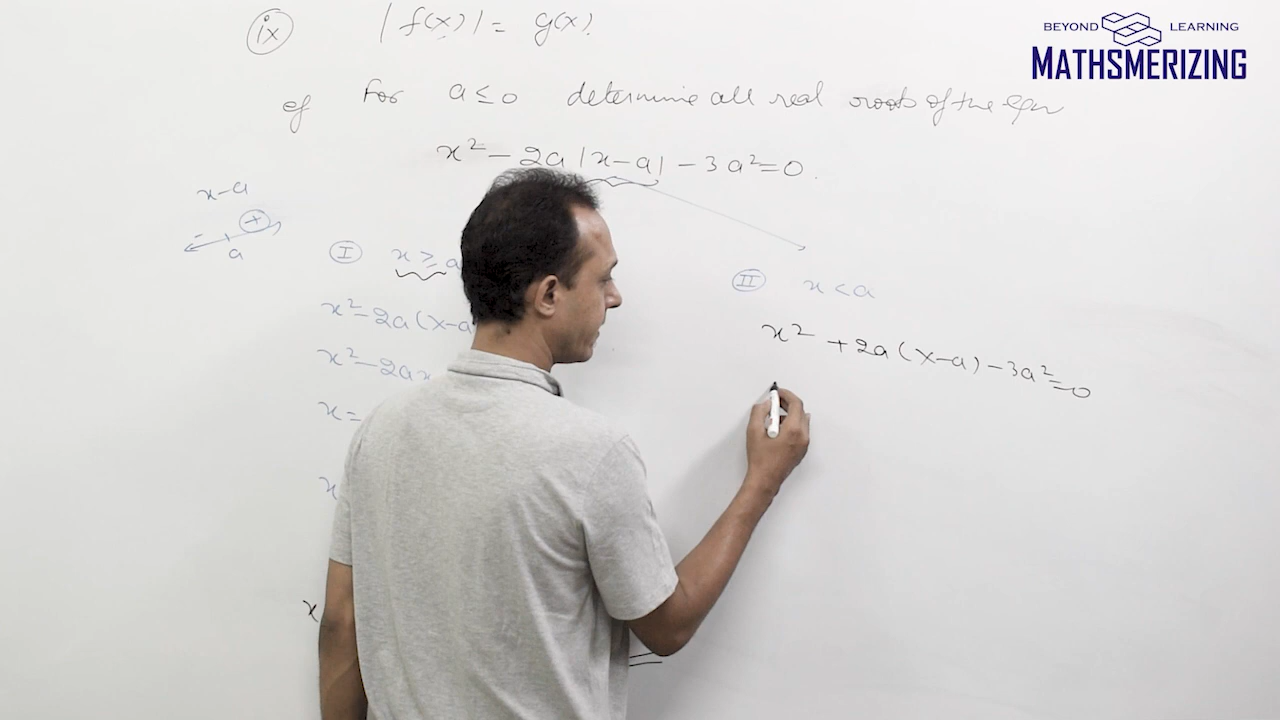 BEYOND LEARNING
MATHSMERIZING
ix |f(x)| = g(x).
eg For a ≤ 0 determine all real roots of the eqn
x² - 2a|x-a| - 3a² = 0.
x-a
- +
a
I x ≥ a
x² - 2a(x-a
x² - 2ax
x =
x
x
II x < a
x² + 2a(x-a) - 3a² = 0